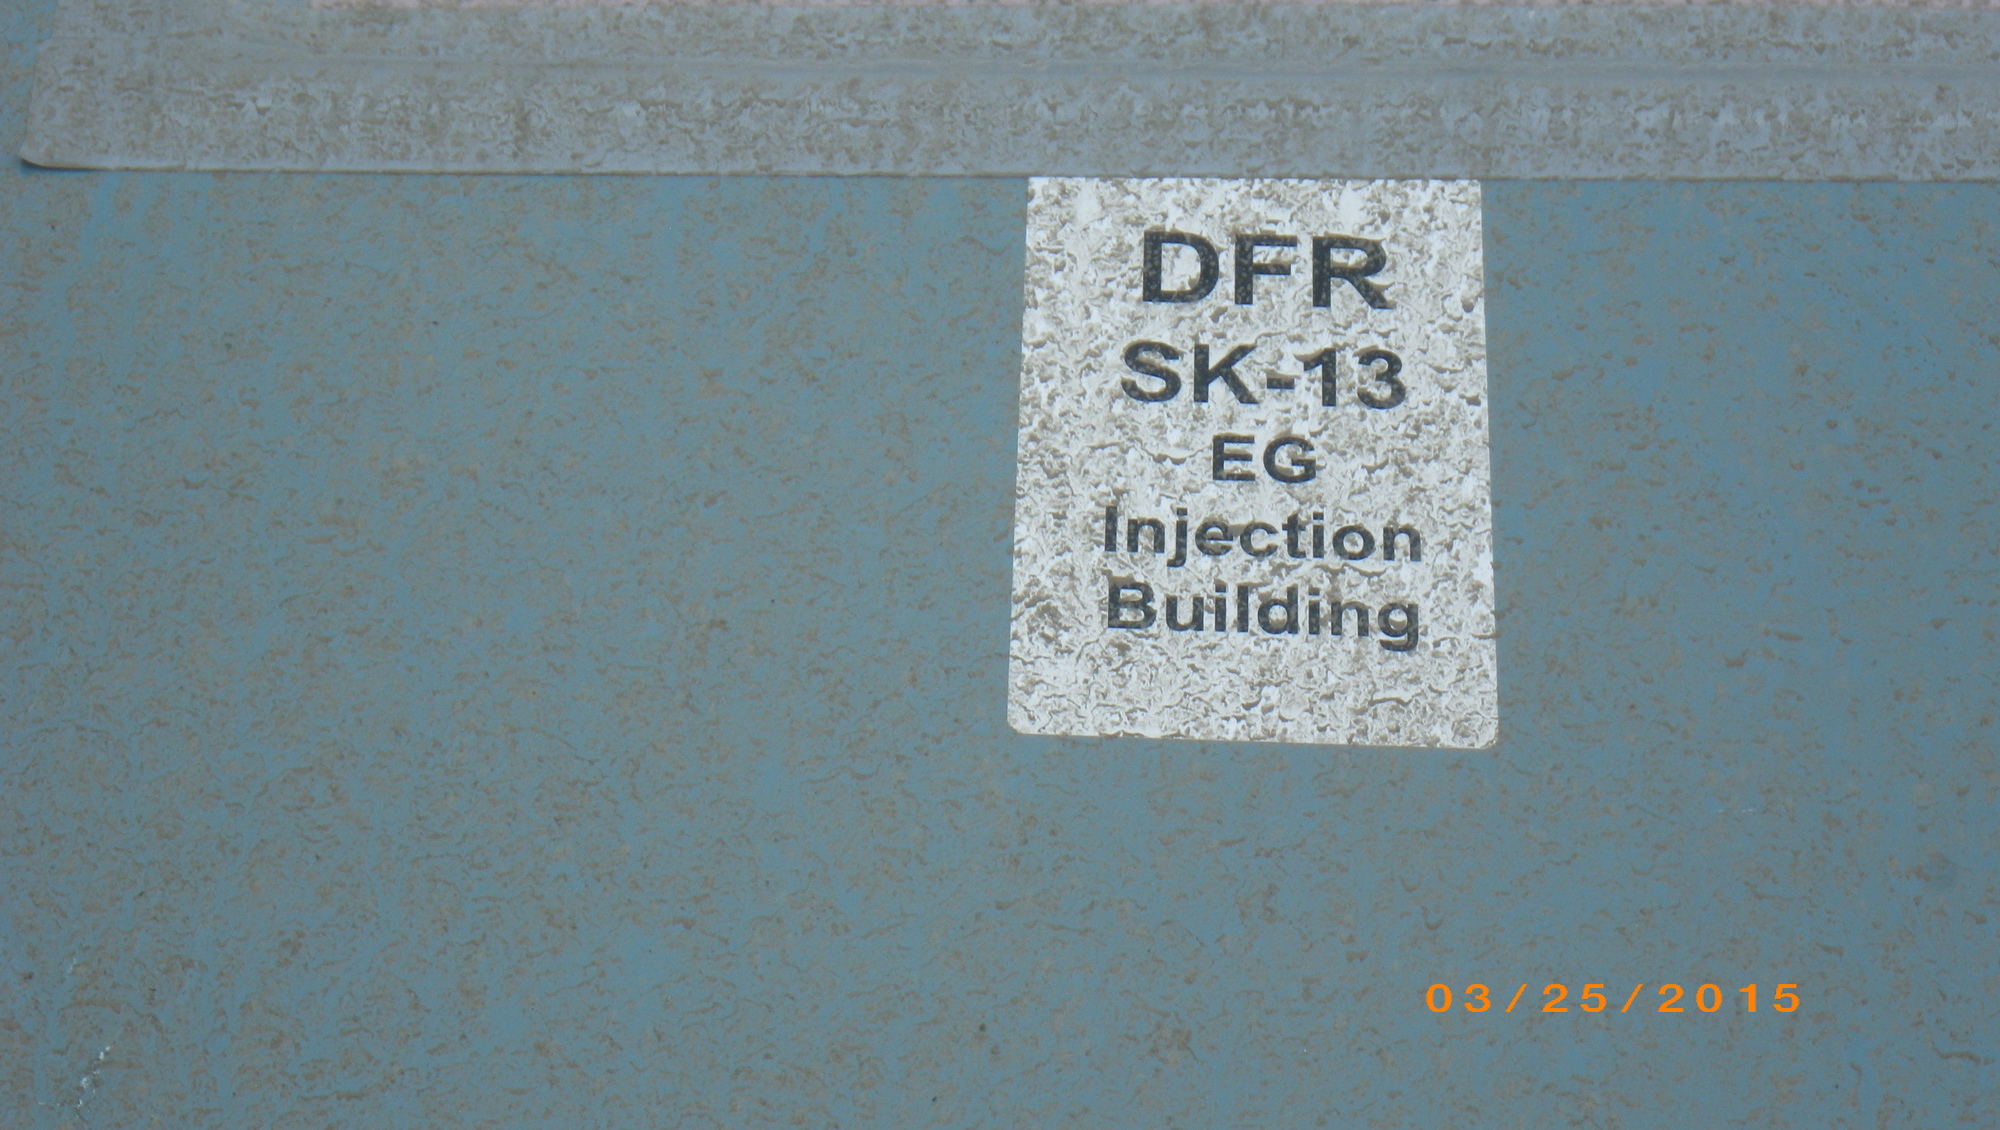 DFR
SK-13
EG
Injection
Building
03/25/2015